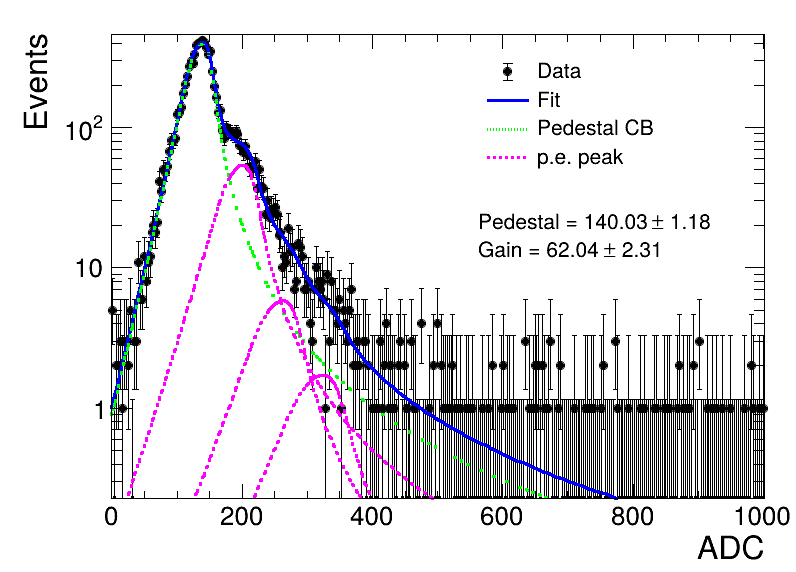 Events
10²
10
1
Data
Fit
Pedestal CB
p.e. peak
Pedestal = 140.03 ± 1.18
Gain = 62.04 ± 2.31
0 200 400 600 800 1000
ADC